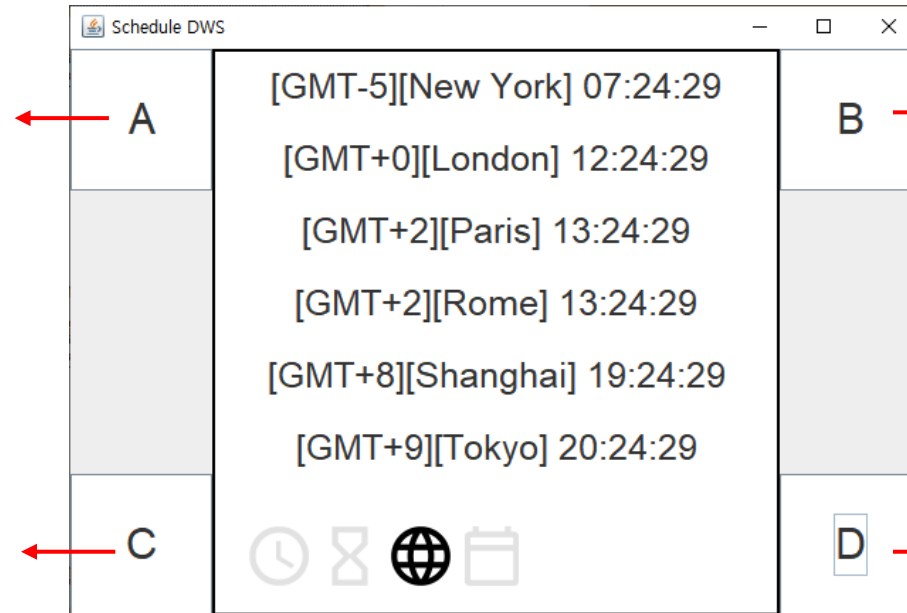 Schedule DWS
A
[GMT-5][New York] 07:24:29
B
[GMT+0][London] 12:24:29
[GMT+2][Paris] 13:24:29
[GMT+2][Rome] 13:24:29
[GMT+8][Shanghai] 19:24:29
[GMT+9][Tokyo] 20:24:29
C
D